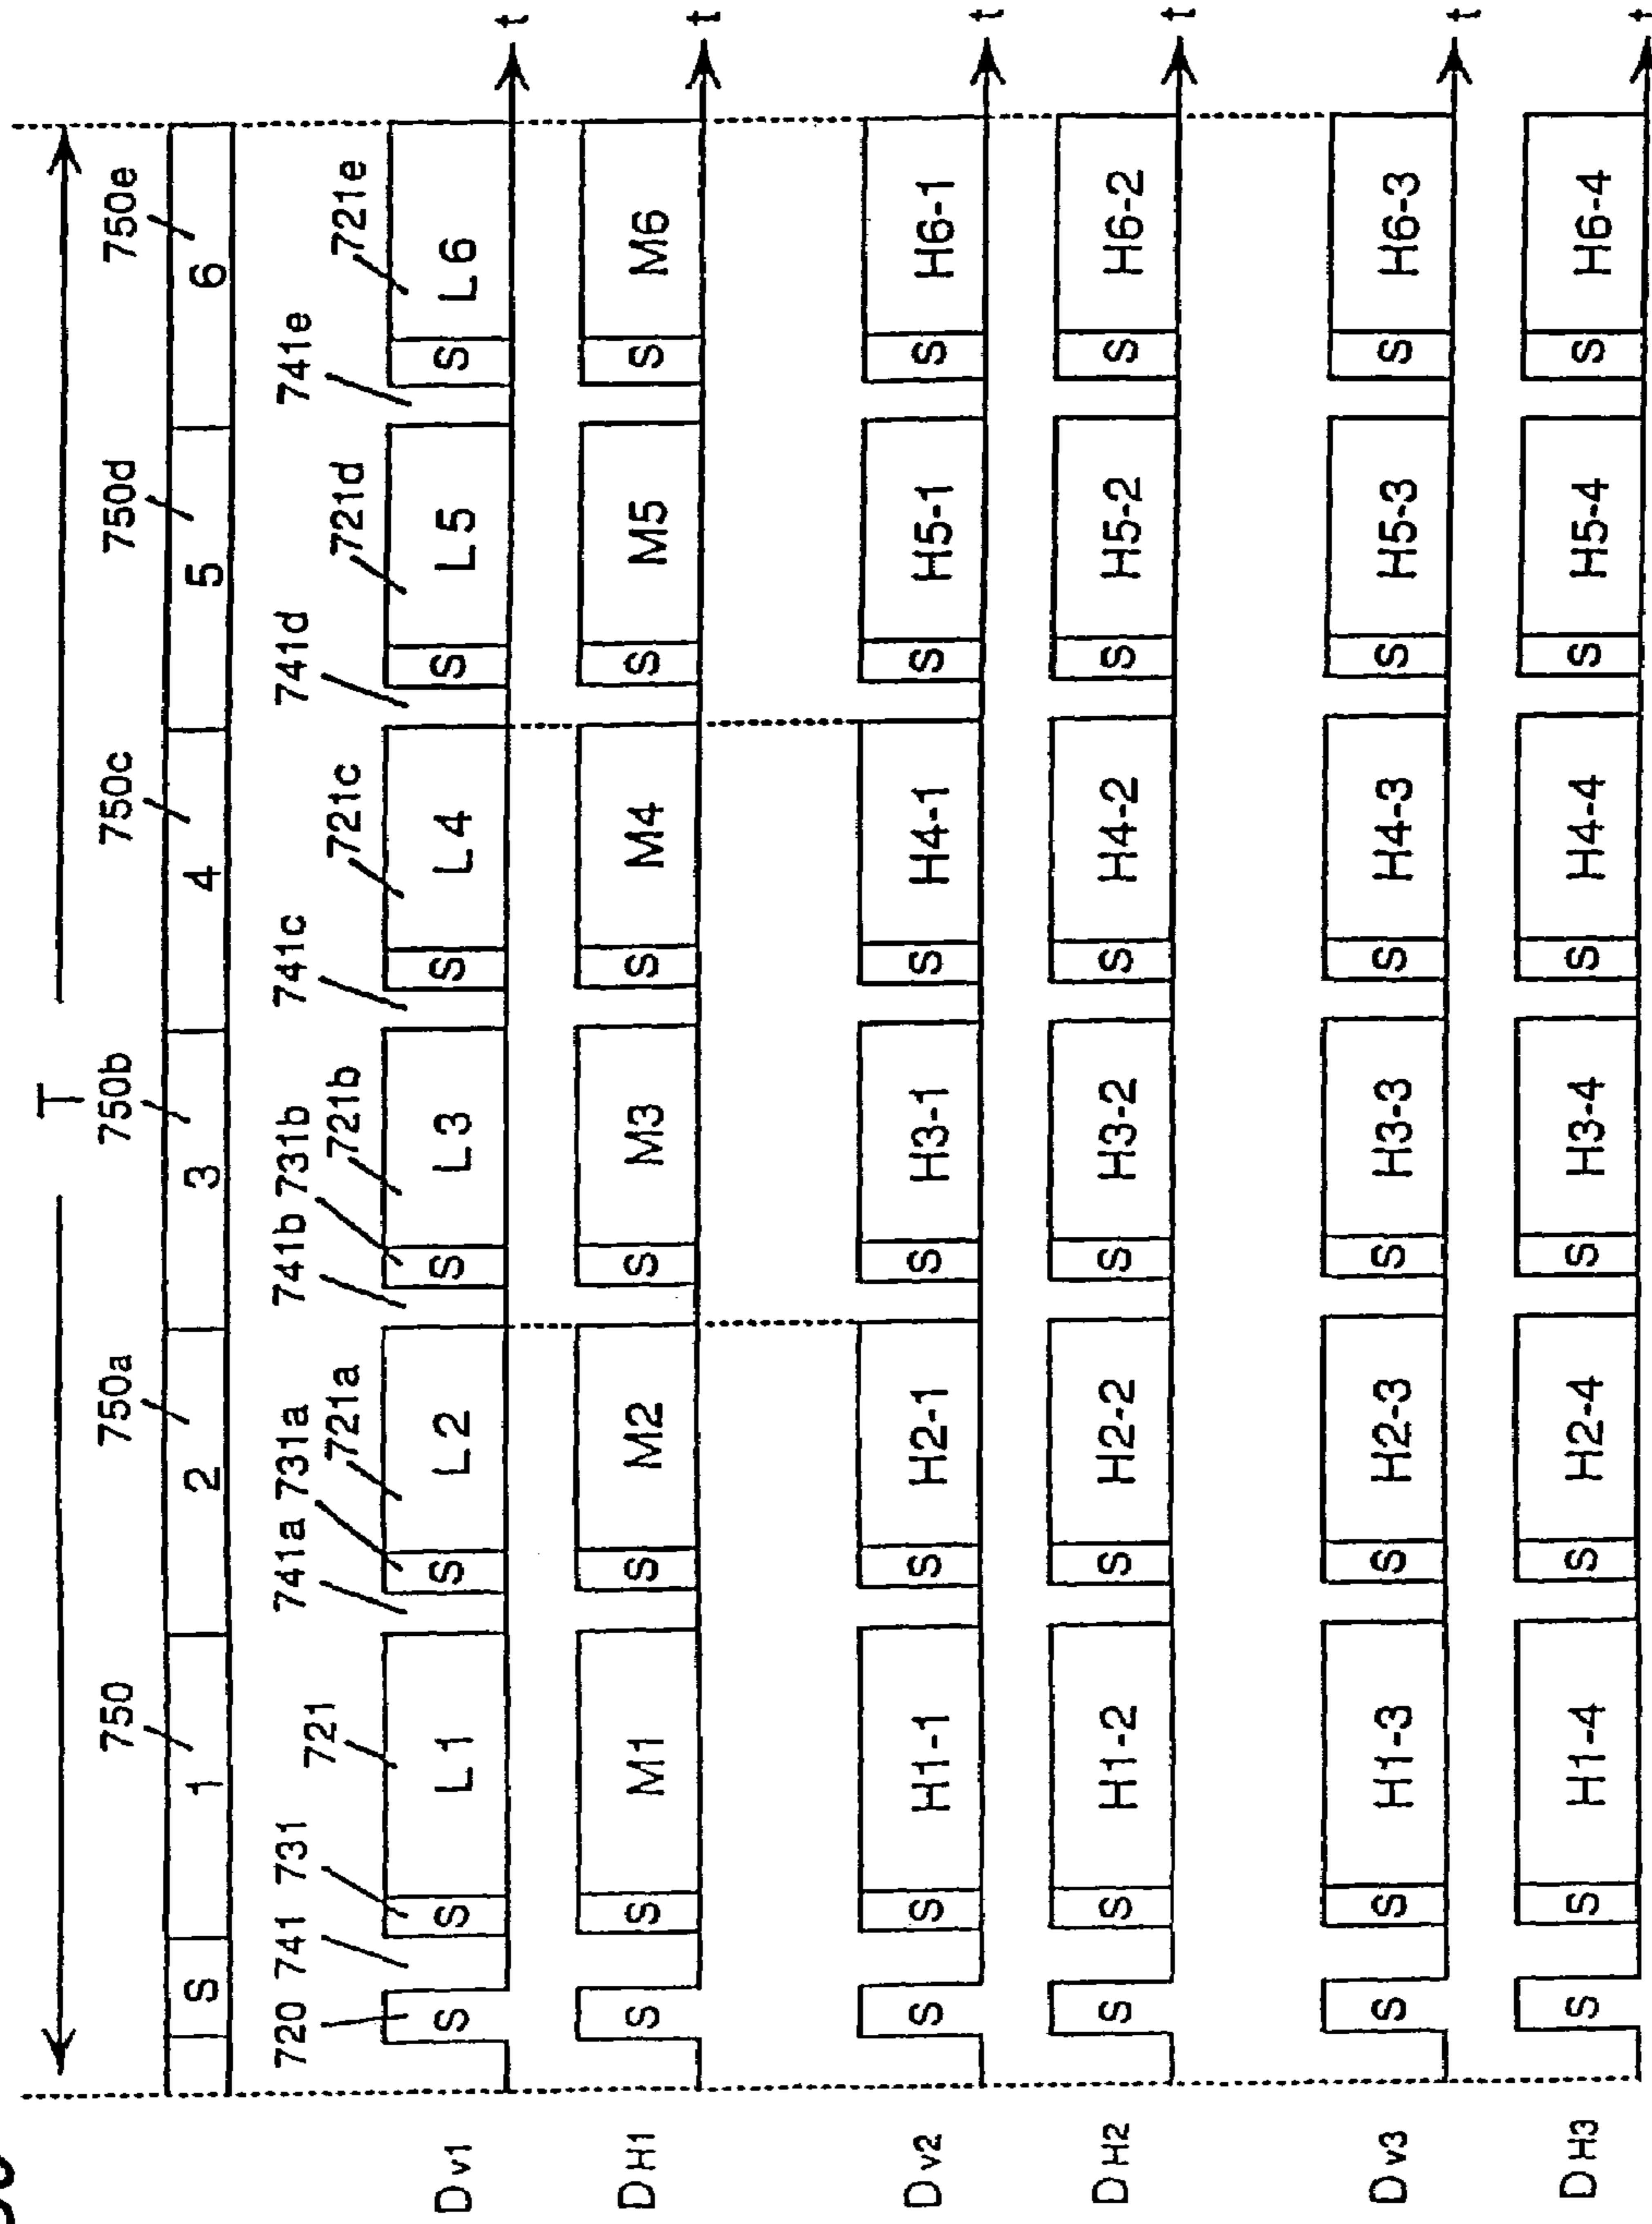 T
750 750a 750b 750c 750d 750e
S 1 2 3 4 5 6
720 741 731 721 741a 731a 721a 741b 731b 721b 741c 721c 741d 721d 741e 721e
Dv1 S S L1 S L2 S L3 S L4 S L5 S L6 t
DH1 S S M1 S M2 S M3 S M4 S M5 S M6 t
Dv2 S S H1-1 S H2-1 S H3-1 S H4-1 S H5-1 S H6-1 t
DH2 S S H1-2 S H2-2 S H3-2 S H4-2 S H5-2 S H6-2 t
Dv3 S S H1-3 S H2-3 S H3-3 S H4-3 S H5-3 S H6-3 t
DH3 S S H1-4 S H2-4 S H3-4 S H4-4 S H5-4 S H6-4 t